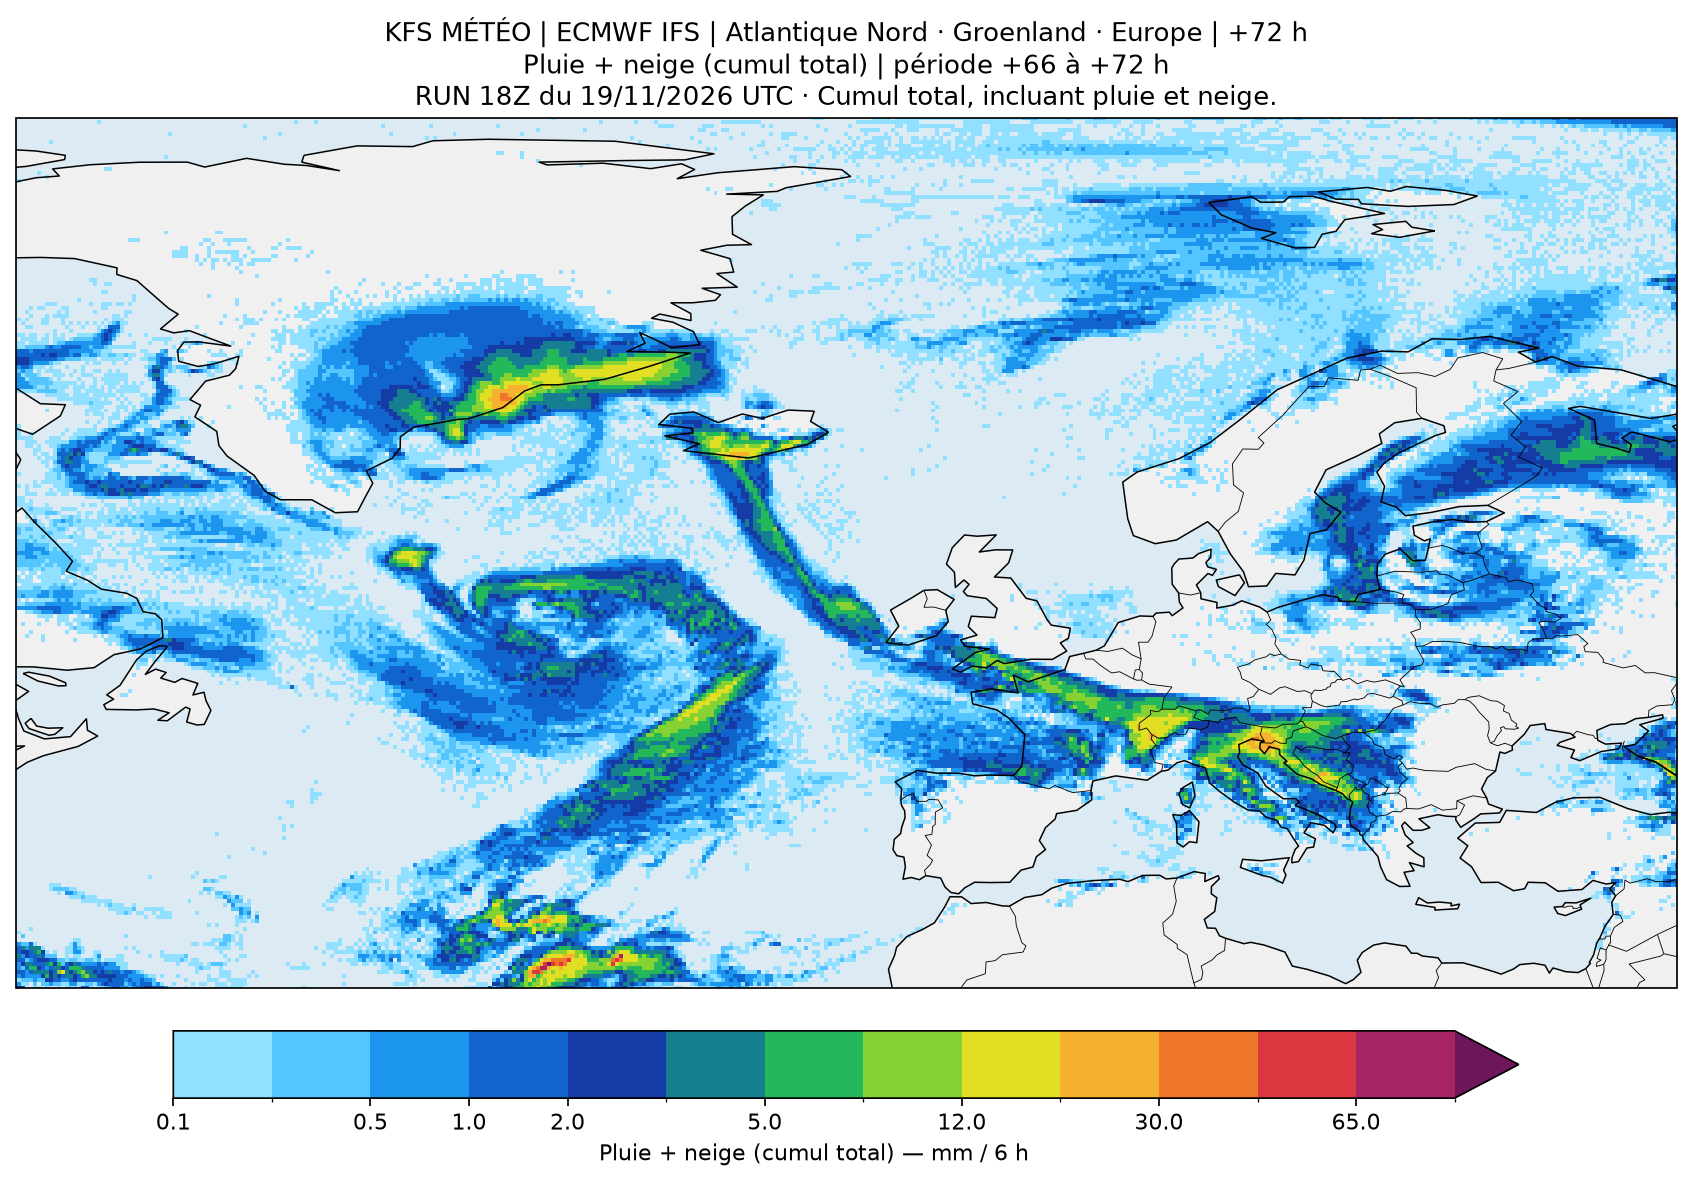 KFS MÉTÉO | ECMWF IFS | Atlantique Nord · Groenland · Europe | +72 h
Pluie + neige (cumul total) | période +66 à +72 h
RUN 18Z du 19/11/2026 UTC · Cumul total, incluant pluie et neige.
0.1 0.5 1.0 2.0 5.0 12.0 30.0 65.0
Pluie + neige (cumul total) — mm / 6 h